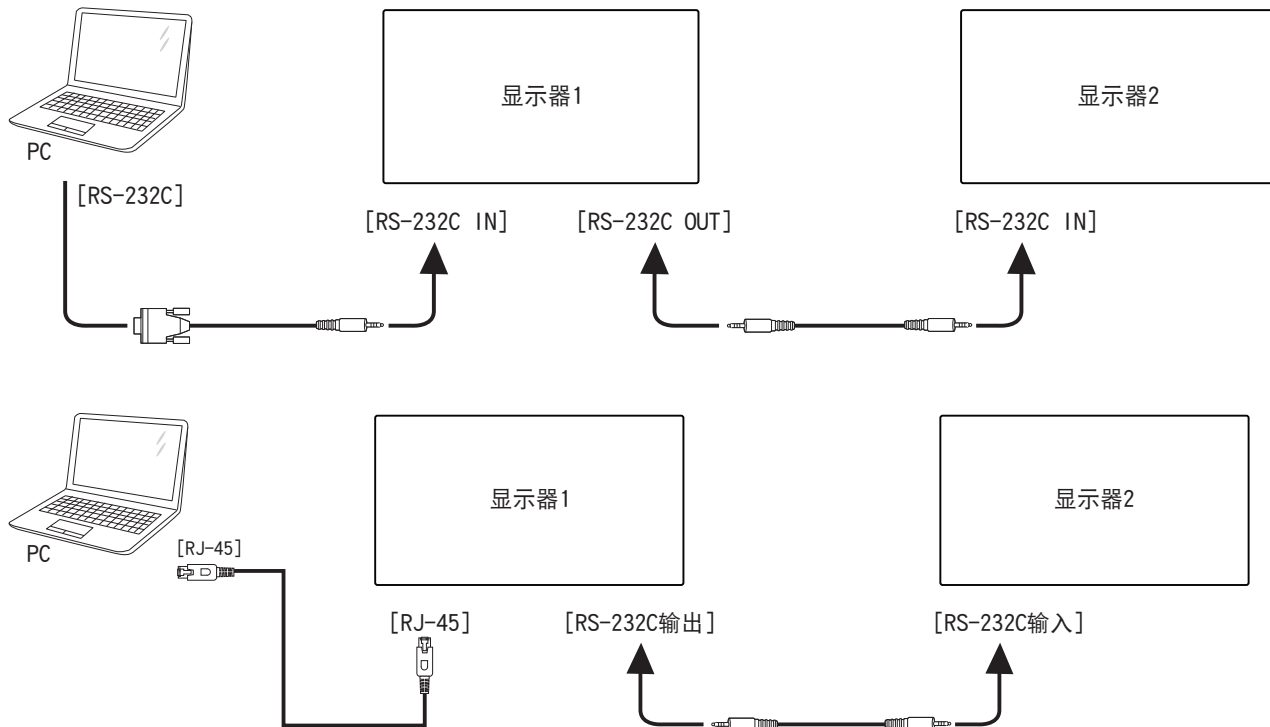 显示器1
显示器2
PC
[RS-232C]
[RS-232C IN]
[RS-232C OUT]
[RS-232C IN]
显示器1
显示器2
PC
[RJ-45]
[RJ-45]
[RS-232C输出]
[RS-232C输入]